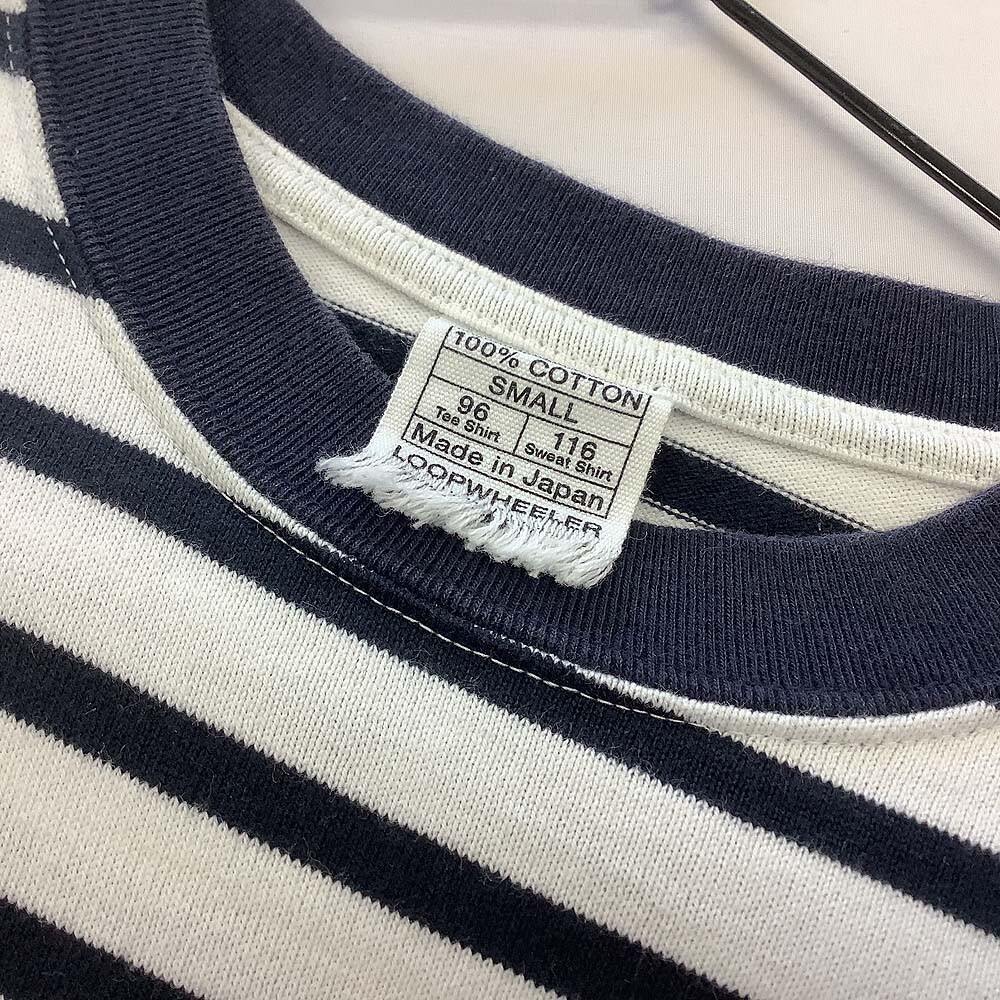 100% COTTON
SMALL
96 116
Tee Shirt Sweat Shirt
Made in Japan
LOOPWHEELER